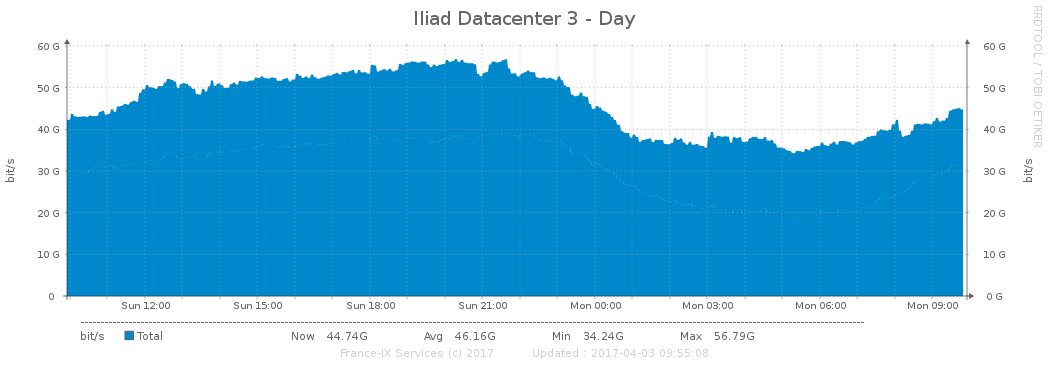 Iliad Datacenter 3 - Day
RRDTOOL / TOBI OETIKER
60 G 60 G
50 G 50 G
40 G 40 G
30 G 30 G
20 G 20 G
10 G 10 G
0 0 G
bit/s bit/s
Sun 12:00 Sun 15:00 Sun 18:00 Sun 21:00 Mon 00:00 Mon 03:00 Mon 06:00 Mon 09:00
bit/s Total Now 44.74G Avg 46.16G Min 34.24G Max 56.79G
France-IX Services (c) 2017 Updated : 2017-04-03 09:55:08